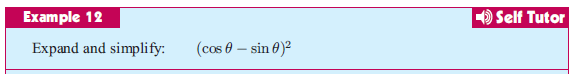 Example 12
Self Tutor
Expand and simplify: (cos θ − sin θ)²